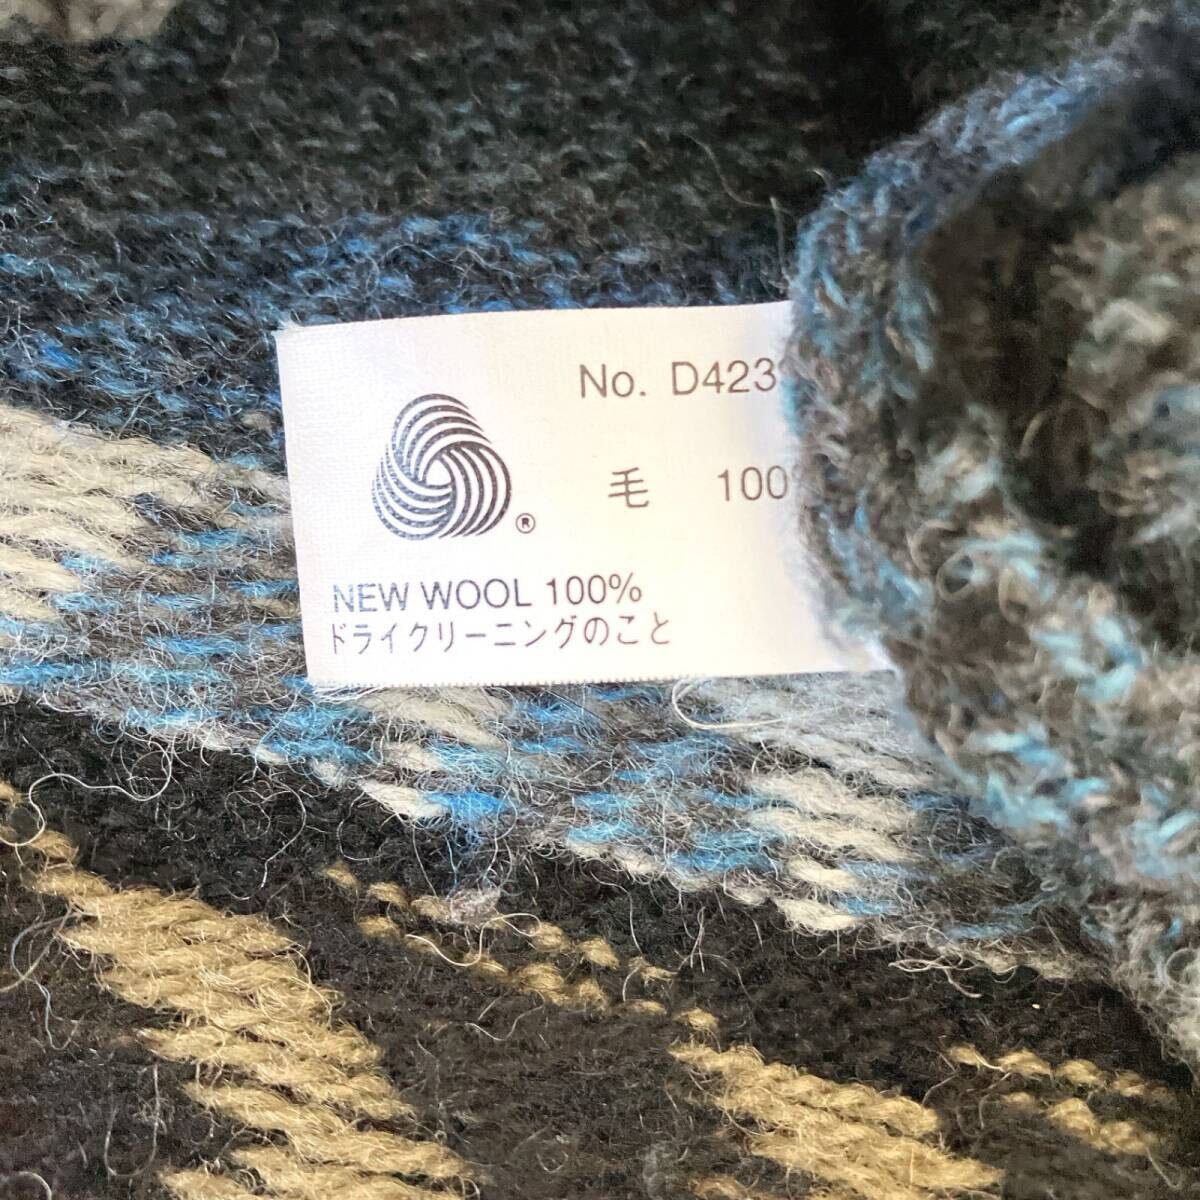 No. D423
毛 100%
®
NEW WOOL 100%
ドライクリーニングのこと